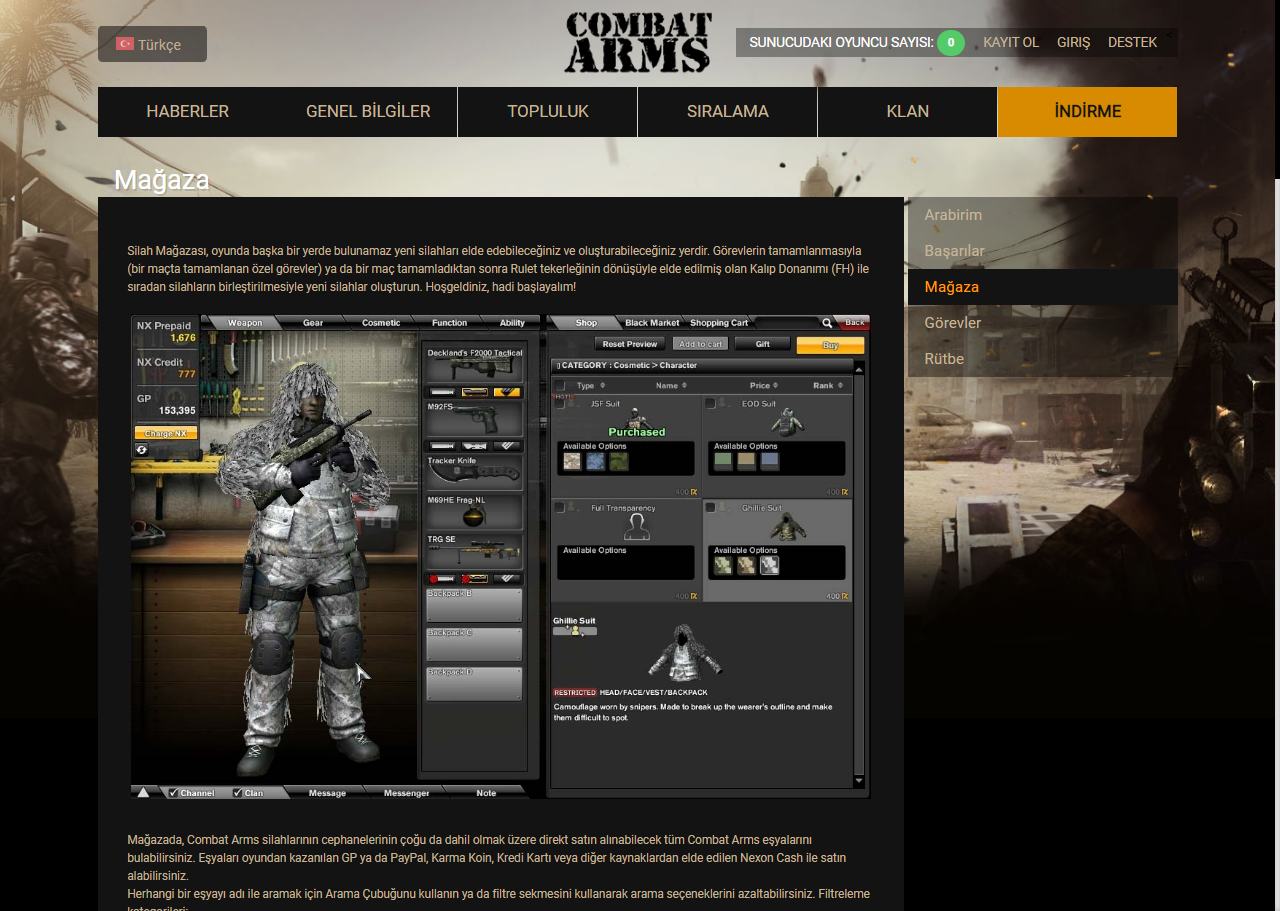 Türkçe
COMBAT
ARMS
SUNUCUDAKI OYUNCU SAYISI: 0 KAYIT OL GIRIŞ DESTEK
HABERLER GENEL BİLGİLER TOPLULUK SIRALAMA KLAN İNDİRME
Mağaza
Arabirim
Başarılar
Mağaza
Görevler
Rütbe
Silah Mağazası, oyunda başka bir yerde bulunamaz yeni silahları elde edebileceğiniz ve oluşturabileceğiniz yerdir. Görevlerin tamamlanmasıyla
(bir maçta tamamlanan özel görevler) ya da bir maç tamamladıktan sonra Rulet tekerleğinin dönüşüyle elde edilmiş olan Kalıp Donanımı (FH) ile
sıradan silahların birleştirilmesiyle yeni silahlar oluşturun. Hoşgeldiniz, hadi başlayalım!
NX Prepaid
1,676
NX Credit
777
GP
153,395
Charge NX
Weapon Gear Cosmetic Function Ability
Deckland's F2000 Tactical
M92FS
Tracker Knife
M69HE Frag-NL
TRG SE
Backpack B
Backpack C
Backpack D
Shop Black Market Shopping Cart Back
Reset Preview Add to cart Gift Buy
CATEGORY : Cosmetic > Character
Type Name Price Rank
HOT!
JSF Suit EOD Suit
Purchased
Available Options Available Options
400 400
Full Transparency Ghillie Suit
Available Options Available Options
400 400
Ghillie Suit
RESTRICTED HEAD/FACE/VEST/BACKPACK
Camouflage worn by snipers. Made to break up the wearer's outline and make
them difficult to spot.
Channel Clan Message Messenger Note
Mağazada, Combat Arms silahlarının cephanelerinin çoğu da dahil olmak üzere direkt satın alınabilecek tüm Combat Arms eşyalarını
bulabilirsiniz. Eşyaları oyundan kazanılan GP ya da PayPal, Karma Koin, Kredi Kartı veya diğer kaynaklardan elde edilen Nexon Cash ile satın
alabilirsiniz.
Herhangi bir eşyayı adı ile aramak için Arama Çubuğunu kullanın ya da filtre sekmesini kullanarak arama seçeneklerini azaltabilirsiniz. Filtreleme
kategorileri: